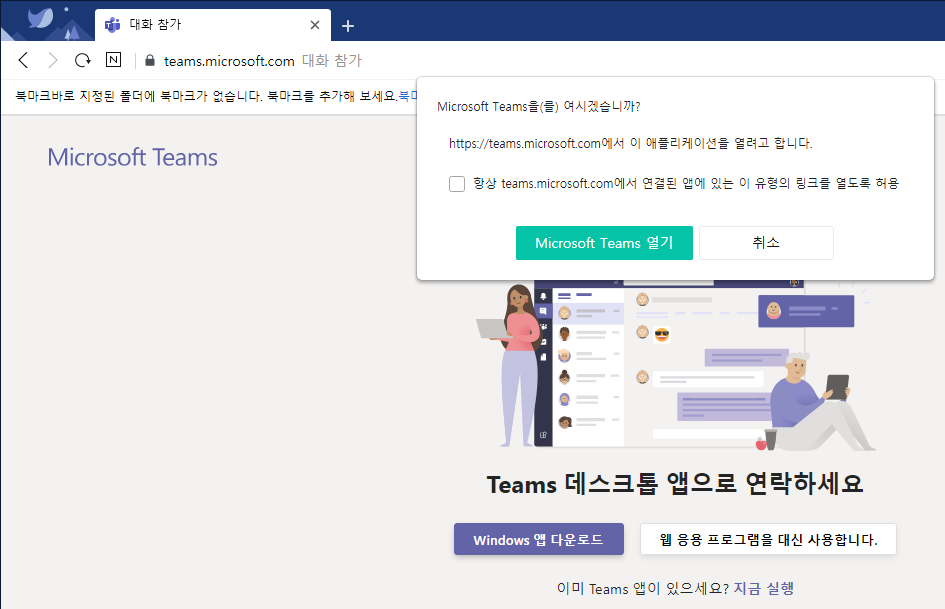 대화 참가
N
teams.microsoft.com 대화 참가
북마크바로 지정된 폴더에 북마크가 없습니다. 북마크를 추가해 보세요.북마
Microsoft Teams을(를) 여시겠습니까?
https://teams.microsoft.com에서 이 애플리케이션을 열려고 합니다.
항상 teams.microsoft.com에서 연결된 앱에 있는 이 유형의 링크를 열도록 허용
Microsoft Teams 열기
취소
Microsoft Teams
Teams 데스크톱 앱으로 연락하세요
Windows 앱 다운로드
웹 응용 프로그램을 대신 사용합니다.
이미 Teams 앱이 있으세요? 지금 실행